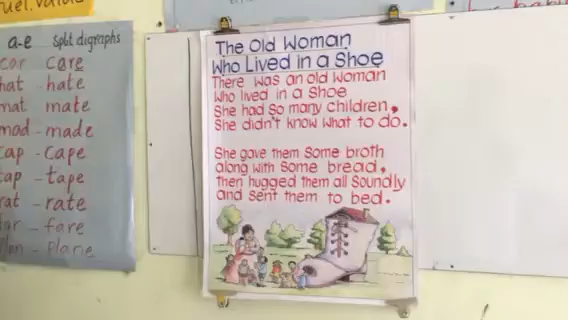 a-e split digraphs
car care
hat - hate
mat mate
mad - made
cap - cape
tap - tape
rat - rate
far - fare
plan - plane
The Old Woman
Who Lived in a Shoe
There was an old woman
Who lived in a Shoe
She had so many children,
She didn't know what to do.
She gave them some broth
along with some bread,
Then hugged them all Soundly
and sent them to bed.